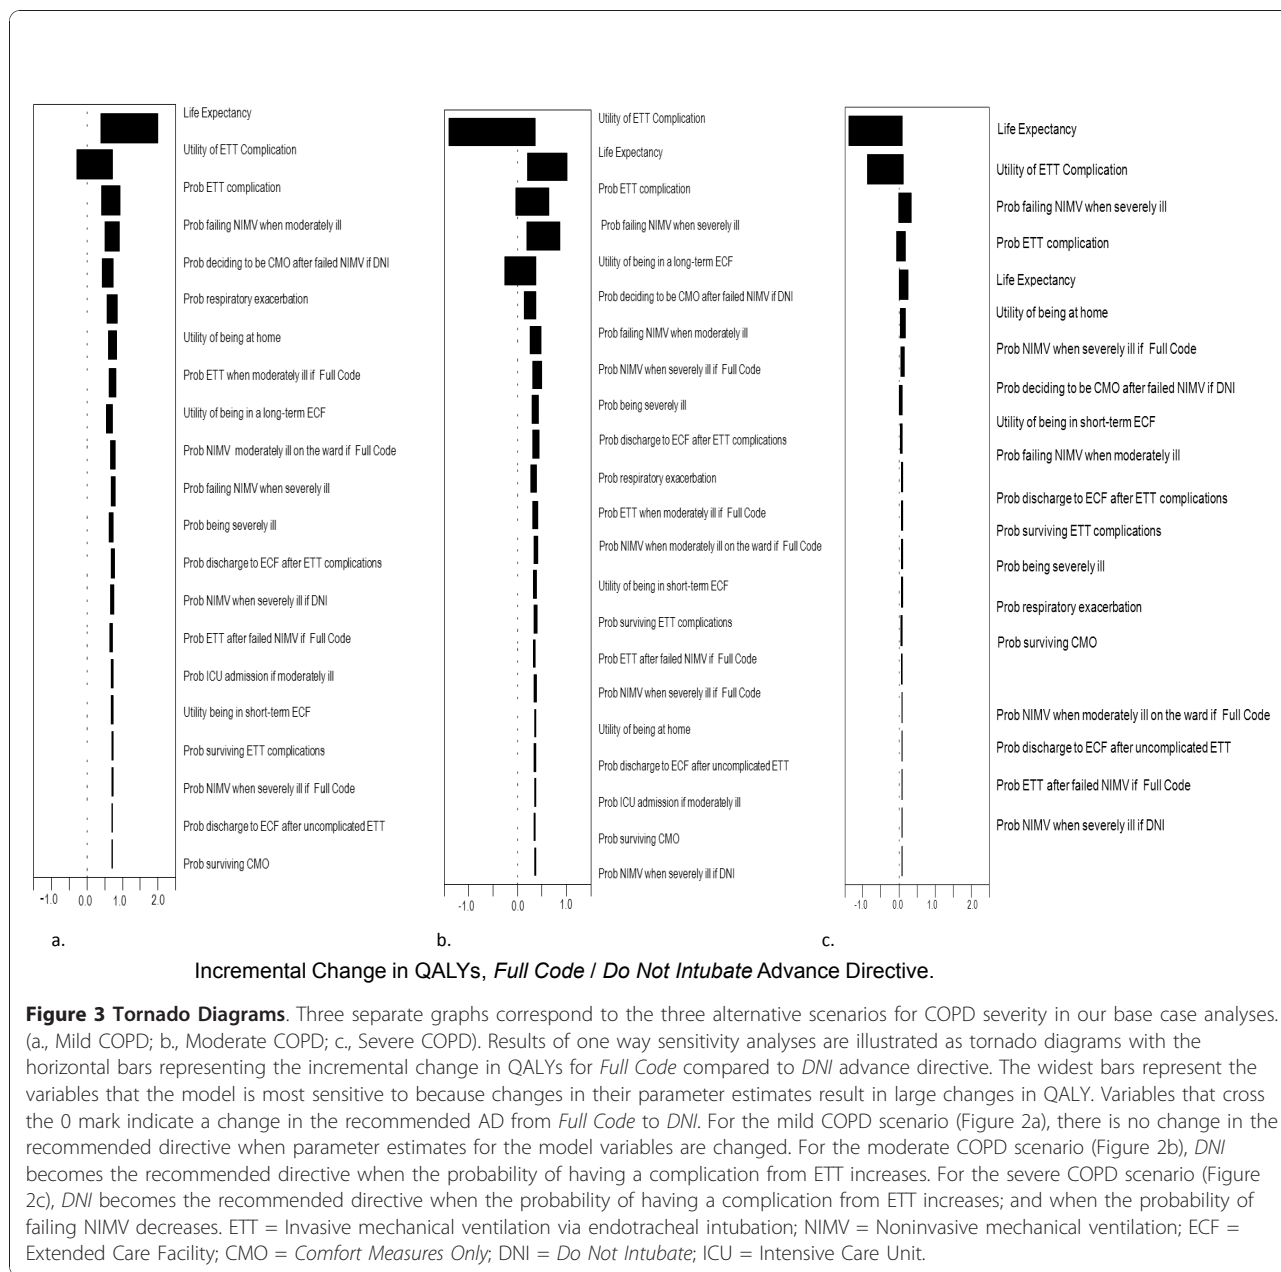 Life Expectancy
Utility of ETT Complication
Prob ETT complication
Prob failing NIMV when moderately ill
Prob deciding to be CMO after failed NIMV if DNI
Prob respiratory exacerbation
Utility of being at home
Prob ETT when moderately ill if Full Code
Utility of being in a long-term ECF
Prob NIMV moderately ill on the ward if Full Code
Prob failing NIMV when severely ill
Prob being severely ill
Prob discharge to ECF after ETT complications
Prob NIMV when severely ill if DNI
Prob ETT after failed NIMV if Full Code
Prob ICU admission if moderately ill
Utility being in short-term ECF
Prob surviving ETT complications
Prob NIMV when severely ill if Full Code
Prob discharge to ECF after uncomplicated ETT
Prob surviving CMO
-1.0 0.0 1.0 2.0
a.
Utility of ETT Complication
Life Expectancy
Prob ETT complication
Prob failing NIMV when severely ill
Utility of being in a long-term ECF
Prob deciding to be CMO after failed NIMV if DNI
Prob failing NIMV when moderately ill
Prob NIMV when severely ill if Full Code
Prob being severely ill
Prob discharge to ECF after ETT complications
Prob respiratory exacerbation
Prob ETT when moderately ill if Full Code
Prob NIMV when moderately ill on the ward if Full Code
Utility of being in short-term ECF
Prob surviving ETT complications
Prob ETT after failed NIMV if Full Code
Prob NIMV when severely ill if Full Code
Utility of being at home
Prob discharge to ECF after uncomplicated ETT
Prob ICU admission if moderately ill
Prob surviving CMO
Prob NIMV when severely ill if DNI
-1.0 0.0 1.0
b.
Life Expectancy
Utility of ETT Complication
Prob failing NIMV when severely ill
Prob ETT complication
Life Expectancy
Utility of being at home
Prob NIMV when severely ill if Full Code
Prob deciding to be CMO after failed NIMV if DNI
Utility of being in short-term ECF
Prob failing NIMV when moderately ill
Prob discharge to ECF after ETT complications
Prob surviving ETT complications
Prob being severely ill
Prob respiratory exacerbation
Prob surviving CMO
Prob NIMV when moderately ill on the ward if Full Code
Prob discharge to ECF after uncomplicated ETT
Prob ETT after failed NIMV if Full Code
Prob NIMV when severely ill if DNI
-1.0 0.0 1.0 2.0
c.
Incremental Change in QALYs, Full Code / Do Not Intubate Advance Directive.
Figure 3 Tornado Diagrams. Three separate graphs correspond to the three alternative scenarios for COPD severity in our base case analyses.
(a., Mild COPD; b., Moderate COPD; c., Severe COPD). Results of one way sensitivity analyses are illustrated as tornado diagrams with the
horizontal bars representing the incremental change in QALYs for Full Code compared to DNI advance directive. The widest bars represent the
variables that the model is most sensitive to because changes in their parameter estimates result in large changes in QALY. Variables that cross
the 0 mark indicate a change in the recommended AD from Full Code to DNI. For the mild COPD scenario (Figure 2a), there is no change in the
recommended directive when parameter estimates for the model variables are changed. For the moderate COPD scenario (Figure 2b), DNI
becomes the recommended directive when the probability of having a complication from ETT increases. For the severe COPD scenario (Figure
2c), DNI becomes the recommended directive when the probability of having a complication from ETT increases; and when the probability of
failing NIMV decreases. ETT = Invasive mechanical ventilation via endotracheal intubation; NIMV = Noninvasive mechanical ventilation; ECF =
Extended Care Facility; CMO = Comfort Measures Only; DNI = Do Not Intubate; ICU = Intensive Care Unit.